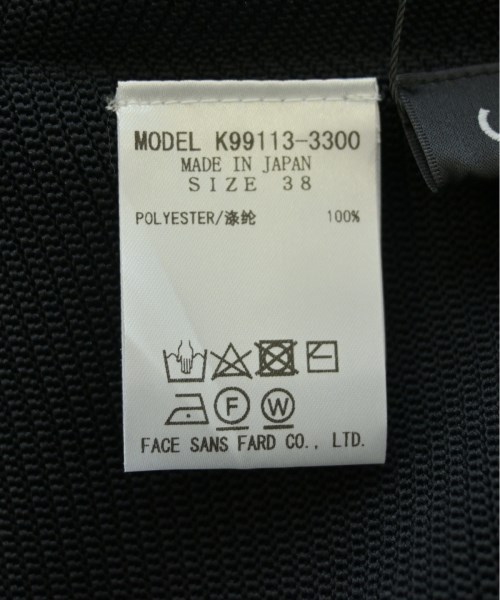 MODEL K99113-3300
MADE IN JAPAN
SIZE 38
POLYESTER/涤纶 100%
F W
FACE SANS FARD CO., LTD.